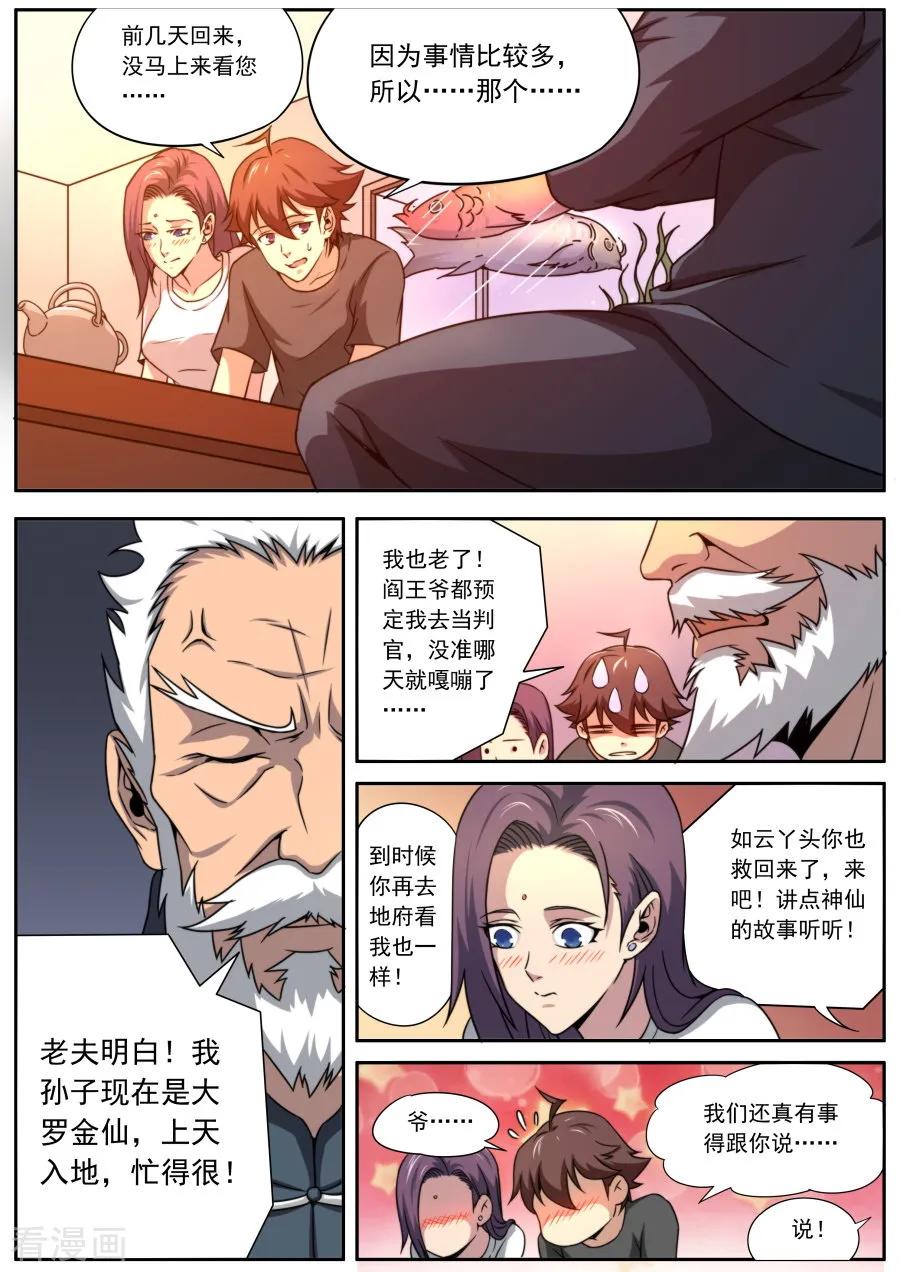 前几天回来，
没马上来看您
……
因为事情比较多，
所以……那个……
老夫明白！我
孙子现在是大
罗金仙，上天
入地，忙得很！
我也老了！
阎王爷都预
定我去当判
官，没准哪
天就嘎嘣了
……
到时候
你再去
地府看
我也一
样！
如云丫头你也
救回来了，来
吧！讲点神仙
的故事听听！
爷……
我们还真有事
得跟你说……
说！
看漫画